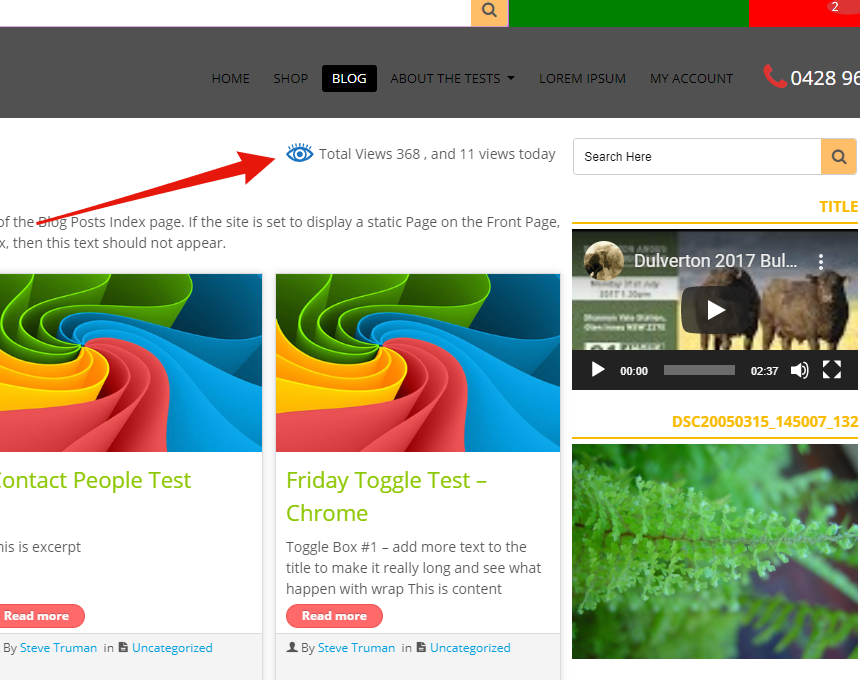 2
HOME SHOP BLOG ABOUT THE TESTS LOREM IPSUM MY ACCOUNT 0428 96
Total Views 368 , and 11 views today
Search Here
of the Blog Posts Index page. If the site is set to display a static Page on the Front Page,
x, then this text should not appear.
TITLE
Dulverton 2017 Bul...
00:00 02:37
DSC20050315_145007_132
Contact People Test
his is excerpt
Read more
By Steve Truman in Uncategorized
Friday Toggle Test –
Chrome
Toggle Box #1 – add more text to the
title to make it really long and see what
happen with wrap This is content
Read more
By Steve Truman in Uncategorized